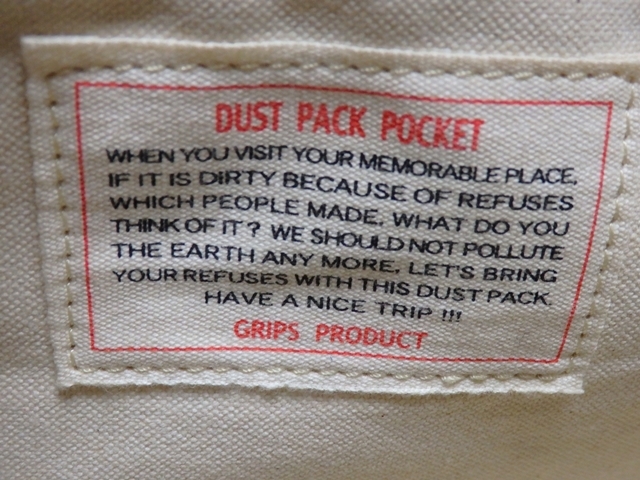 DUST PACK POCKET
WHEN YOU VISIT YOUR MEMORABLE PLACE,
IF IT IS DIRTY BECAUSE OF REFUSES
WHICH PEOPLE MADE, WHAT DO YOU
THINK OF IT? WE SHOULD NOT POLLUTE
THE EARTH ANY MORE, LET'S BRING
YOUR REFUSES WITH THIS DUST PACK.
HAVE A NICE TRIP !!!
GRIPS PRODUCT